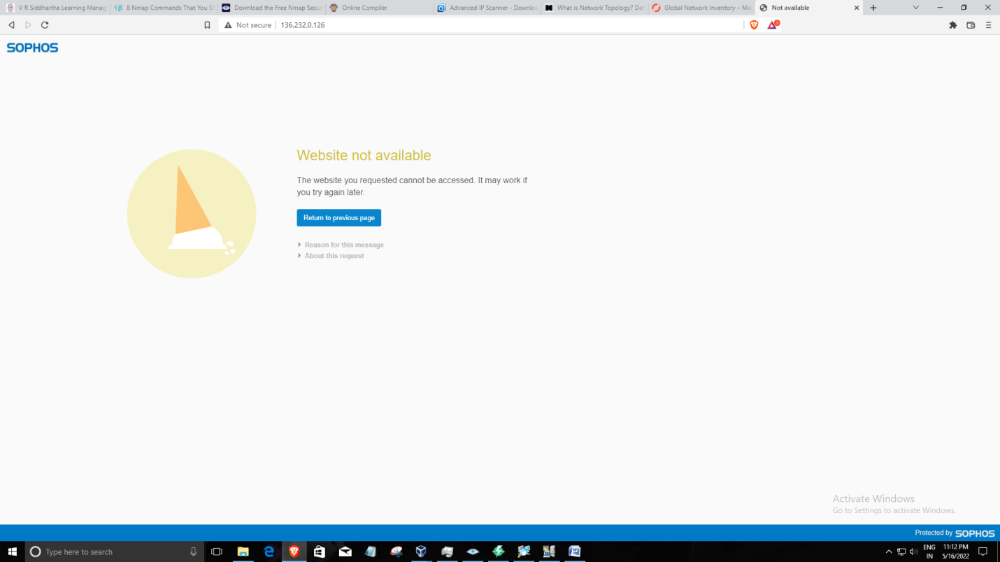 V R Siddhartha Learning Manag
8 Nmap Commands That You Sh
Download the Free Nmap Secur
Online Compiler
Advanced IP Scanner - Downloa
What is Network Topology? Def
Global Network Inventory – Mag
Not available
Not secure
136.232.0.126
1
SOPHOS
Website not available
The website you requested cannot be accessed. It may work if
you try again later.
Return to previous page
Reason for this message
About this request
Activate Windows
Go to Settings to activate Windows.
Protected by SOPHOS
Type here to search
ENG
IN
11:12 PM
5/16/2022